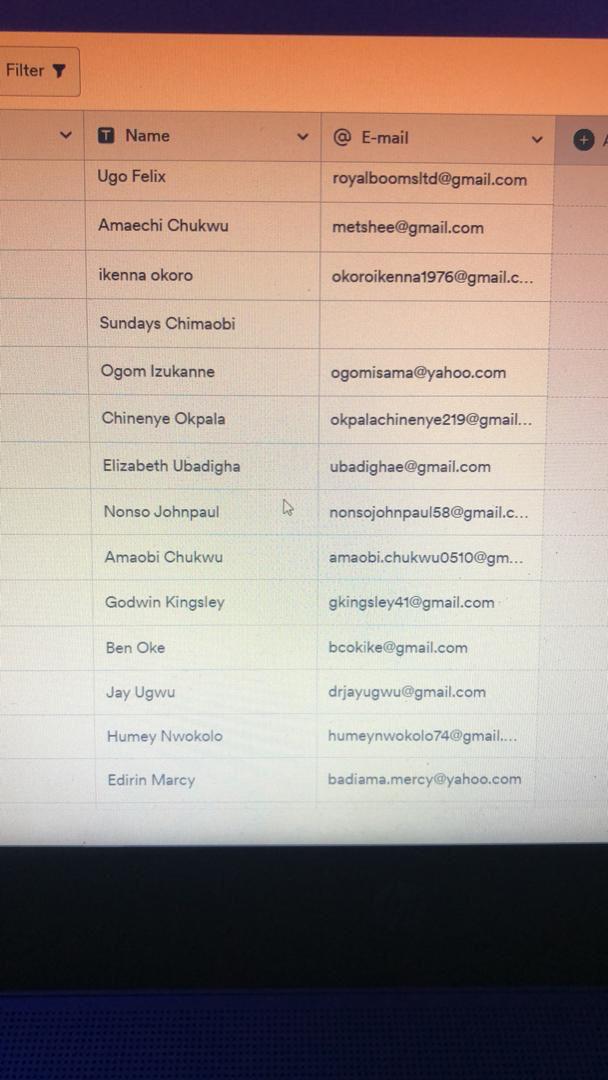 Filter
Name E-mail A
Ugo Felix royalboomsltd@gmail.com
Amaechi Chukwu metshee@gmail.com
ikenna okoro okoroikenna1976@gmail.c...
Sundays Chimaobi
Ogom Izukanne ogomisama@yahoo.com
Chinenye Okpala okpalachinenye219@gmail...
Elizabeth Ubadigha ubadighae@gmail.com
Nonso Johnpaul nonsojohnpaul58@gmail.c...
Amaobi Chukwu amaobi.chukwu0510@gm...
Godwin Kingsley gkingsley41@gmail.com
Ben Oke bcokike@gmail.com
Jay Ugwu drjayugwu@gmail.com
Humey Nwokolo humeynwokolo74@gmail....
Edirin Marcy badiama.mercy@yahoo.com